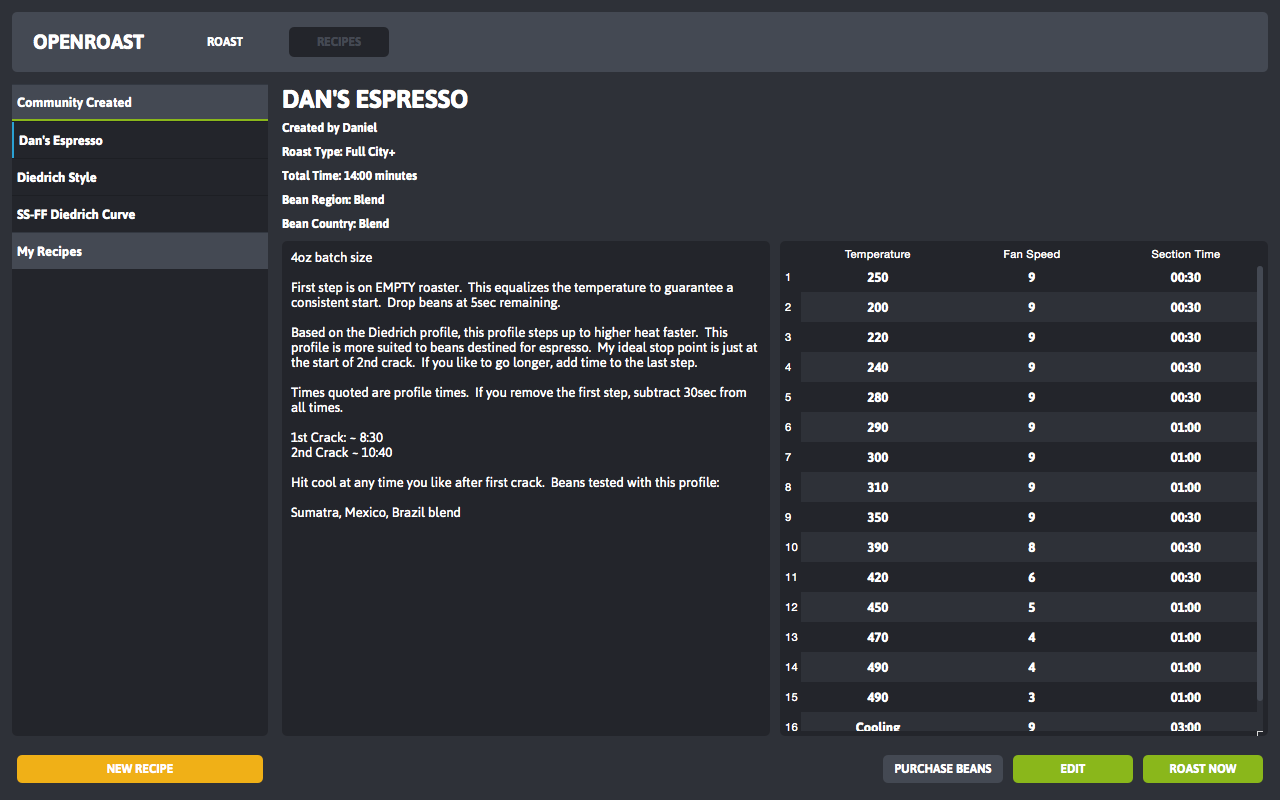 OPENROAST ROAST RECIPES
Community Created
Dan's Espresso
Diedrich Style
SS-FF Diedrich Curve
My Recipes
NEW RECIPE
DAN'S ESPRESSO
Created by Daniel
Roast Type: Full City+
Total Time: 14:00 minutes
Bean Region: Blend
Bean Country: Blend
4oz batch size
First step is on EMPTY roaster.  This equalizes the temperature to guarantee a
consistent start.  Drop beans at 5sec remaining.
Based on the Diedrich profile, this profile steps up to higher heat faster.  This
profile is more suited to beans destined for espresso.  My ideal stop point is just at
the start of 2nd crack.  If you like to go longer, add time to the last step.
Times quoted are profile times.  If you remove the first step, subtract 30sec from
all times.
1st Crack: ~ 8:30
2nd Crack ~ 10:40
Hit cool at any time you like after first crack.  Beans tested with this profile:
Sumatra, Mexico, Brazil blend
Temperature Fan Speed Section Time
1 250 9 00:30
2 200 9 00:30
3 220 9 00:30
4 240 9 00:30
5 280 9 00:30
6 290 9 01:00
7 300 9 01:00
8 310 9 01:00
9 350 9 00:30
10 390 8 00:30
11 420 6 00:30
12 450 5 01:00
13 470 4 01:00
14 490 4 01:00
15 490 3 01:00
16 Cooling 9 03:00
PURCHASE BEANS EDIT ROAST NOW